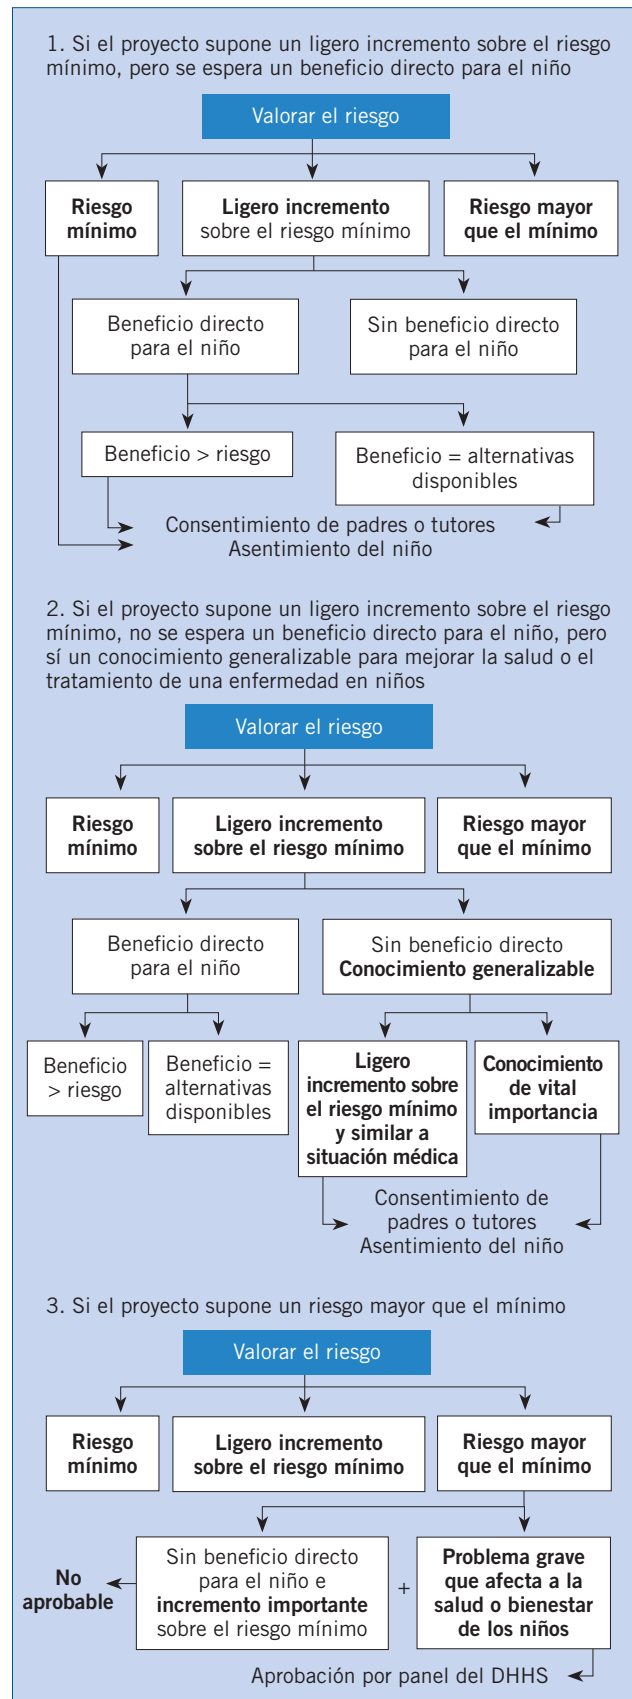 1. Si el proyecto supone un ligero incremento sobre el riesgo
mínimo, pero se espera un beneficio directo para el niño
Valorar el riesgo
Riesgo
mínimo
Ligero incremento
sobre el riesgo mínimo
Riesgo mayor
que el mínimo
Beneficio directo
para el niño
Sin beneficio directo
para el niño
Beneficio > riesgo
Beneficio = alternativas
disponibles
Consentimiento de padres o tutores
Asentimiento del niño
2. Si el proyecto supone un ligero incremento sobre el riesgo
mínimo, no se espera un beneficio directo para el niño, pero
sí un conocimiento generalizable para mejorar la salud o el
tratamiento de una enfermedad en niños
Valorar el riesgo
Riesgo
mínimo
Ligero incremento
sobre el riesgo mínimo
Riesgo mayor
que el mínimo
Beneficio directo
para el niño
Sin beneficio directo
Conocimiento generalizable
Beneficio
> riesgo
Beneficio =
alternativas
disponibles
Ligero
incremento sobre
el riesgo mínimo
y similar a
situación médica
Conocimiento
de vital
importancia
Consentimiento de
padres o tutores
Asentimiento del niño
3. Si el proyecto supone un riesgo mayor que el mínimo
Valorar el riesgo
Riesgo
mínimo
Ligero incremento
sobre el riesgo mínimo
Riesgo mayor
que el mínimo
No
aprobable
Sin beneficio directo
para el niño e
incremento importante
sobre el riesgo mínimo
+
Problema grave
que afecta a la
salud o bienestar
de los niños
Aprobación por panel del DHHS